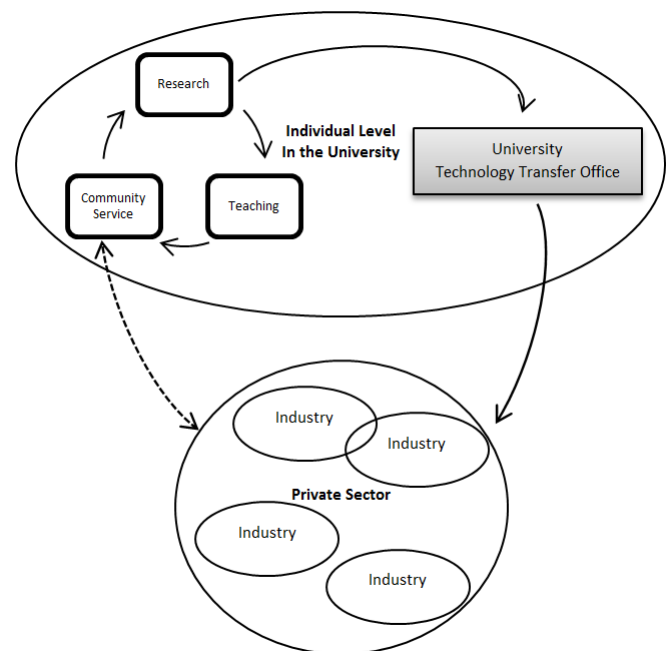 Research
Individual Level
In the University
University
Technology Transfer Office
Community
Service
Teaching
Industry
Industry
Private Sector
Industry
Industry